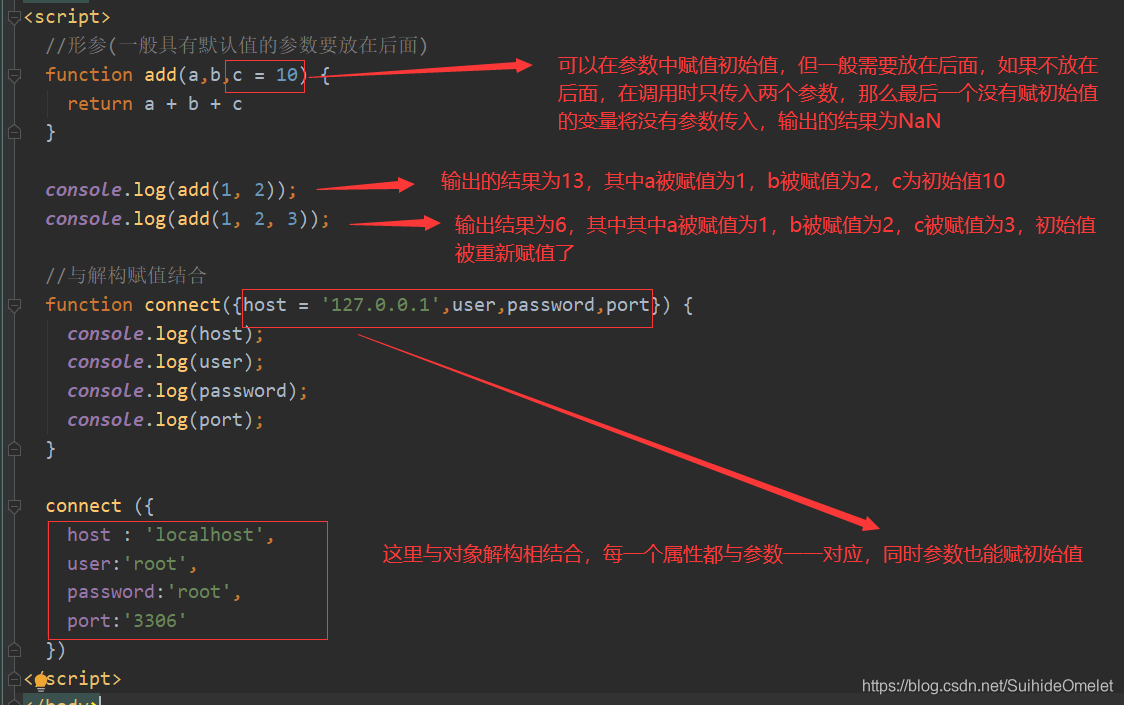 <script>
//形参(一般具有默认值的参数要放在后面)
function add(a,b,c = 10) {
可以在参数中赋值初始值，但一般需要放在后面，如果不放在
return a + b + c
后面，在调用时只传入两个参数，那么最后一个没有赋初始值
的变量将没有参数传入，输出的结果为NaN
}
console.log(add(1, 2));
输出的结果为13，其中a被赋值为1，b被赋值为2，c为初始值10
console.log(add(1, 2, 3));
输出结果为6，其中其中a被赋值为1，b被赋值为2，c被赋值为3，初始值
被重新赋值了
//与解构赋值结合
function connect({host = '127.0.0.1',user,password,port}) {
console.log(host);
console.log(user);
console.log(password);
console.log(port);
}
connect ({
host : 'localhost',
user:'root',
这里与对象解构相结合，每一个属性都与参数一一对应，同时参数也能赋初始值
password:'root',
port:'3306'
})
<script>
https://blog.csdn.net/SuihideOmelet
</body>